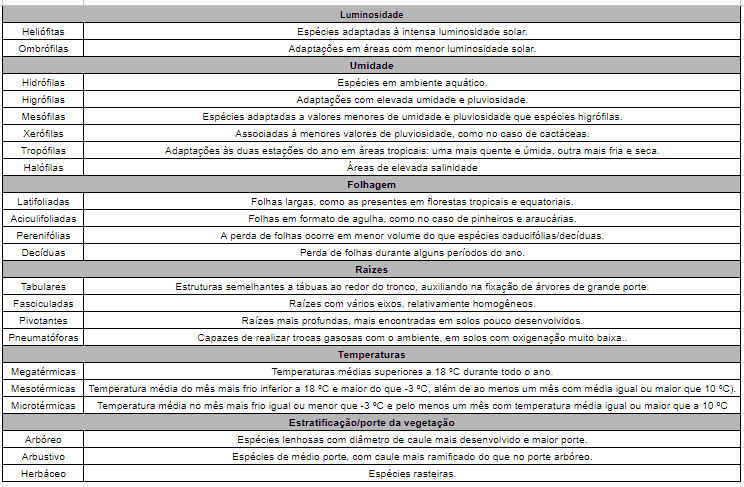 Luminosidade
Heliófitas Espécies adaptadas à intensa luminosidade solar.
Ombrófilas Adaptações em áreas com menor luminosidade solar.
Umidade
Hidrófilas Espécies em ambiente aquático.
Higrófilas Adaptações com elevada umidade e pluviosidade.
Mesófilas Espécies adaptadas a valores menores de umidade e pluviosidade que espécies higrófilas.
Xerófilas Associadas à menores valores de pluviosidade, como no caso de cactáceas.
Tropófilas Adaptações às duas estações do ano em áreas tropicais: uma mais quente e úmida, outra mais fria e seca.
Halófilas Áreas de elevada salinidade
Folhagem
Latifoliadas Folhas largas, como as presentes em florestas tropicais e equatoriais.
Aciculifoliadas Folhas em formato de agulha, como no caso de pinheiros e araucárias.
Perenifólias A perda de folhas ocorre em menor volume do que espécies caducifólias/decíduas.
Decíduas Perda de folhas durante alguns períodos do ano.
Raízes
Tabulares Estruturas semelhantes a tábuas ao redor do tronco, auxiliando na fixação de árvores de grande porte.
Fasciculadas Raízes com vários eixos, relativamente homogêneos.
Pivotantes Raízes mais profundas, mais encontradas em solos pouco desenvolvidos.
Pneumatóforas Capazes de realizar trocas gasosas com o ambiente, em solos com oxigenação muito baixa..
Temperaturas
Megatérmicas Temperaturas médias superiores a 18 ºC durante todo o ano.
Mesotérmicas Temperatura média do mês mais frio inferior a 18 ºC e maior do que -3 ºC, além de ao menos um mês com média igual ou maior que 10 ºC).
Microtérmicas Temperatura média no mês mais frio igual ou menor que -3 ºC e pelo menos um mês com temperatura média igual ou maior que a 10 ºC
Estratificação/porte da vegetação
Arbóreo Espécies lenhosas com diâmetro de caule mais desenvolvido e maior porte.
Arbustivo Espécies de médio porte, com caule mais ramificado do que no porte arbóreo.
Herbáceo Espécies rasteiras.